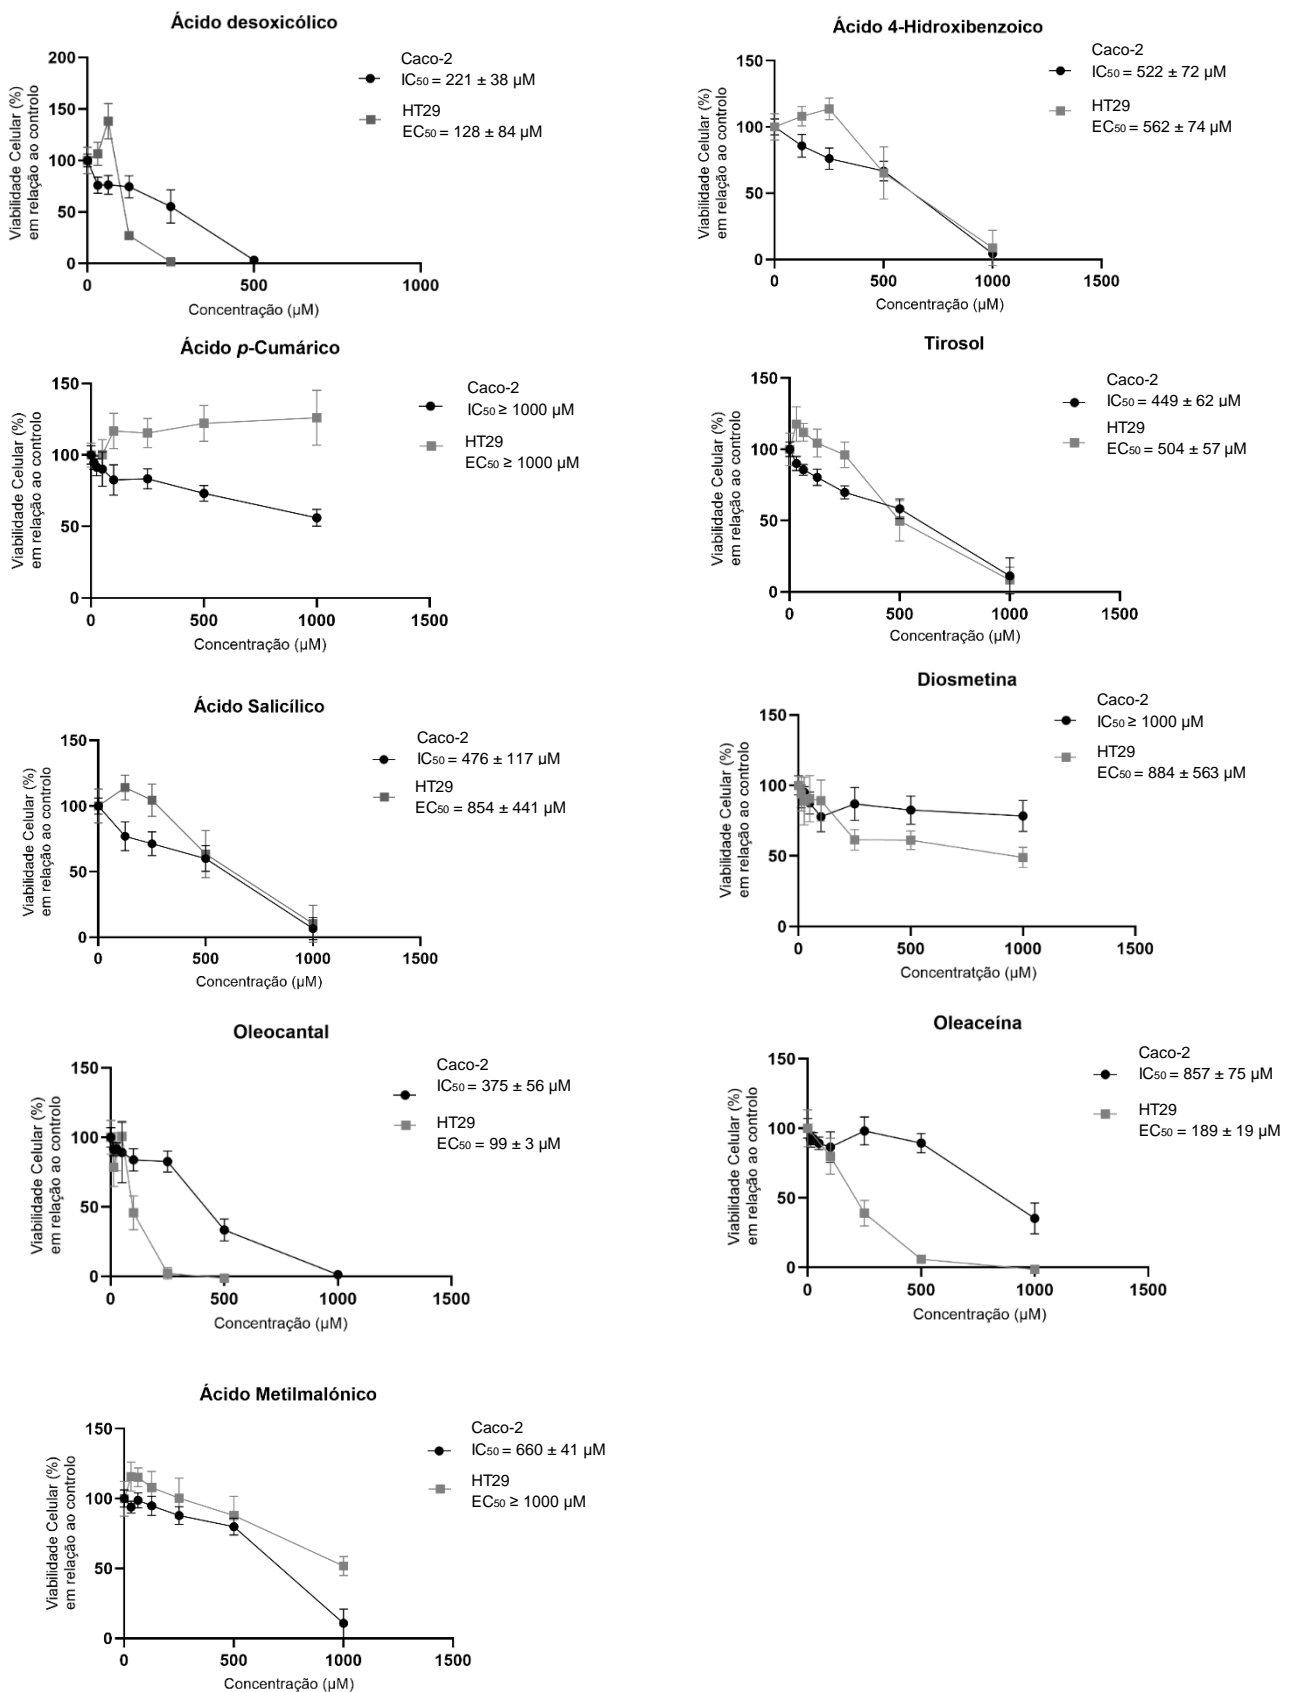 Ácido desoxicólico
Viabilidade Celular (%)
em relação ao controlo
200
150
100
50
0
0
500
1000
Concentração (µM)
Caco-2
IC50 = 221 ± 38 µM
HT29
EC50 = 128 ± 84 µM
Ácido 4-Hidroxibenzoico
Viabilidade Celular (%)
em relação ao controlo
150
100
50
0
0
500
1000
1500
Concentração (µM)
Caco-2
IC50 = 522 ± 72 µM
HT29
EC50 = 562 ± 74 µM
Ácido p-Cumárico
Viabilidade Celular (%)
em relação ao controlo
150
100
50
0
0
500
1000
1500
Concentração (µM)
Caco-2
IC50 ≥ 1000 µM
HT29
EC50 ≥ 1000 µM
Tirosol
Viabilidade Celular (%)
em relação ao controlo
150
100
50
0
0
500
1000
1500
Concentração (µM)
Caco-2
IC50 = 449 ± 62 µM
HT29
EC50 = 504 ± 57 µM
Ácido Salicílico
Viabilidade Celular (%)
em relação ao controlo
150
100
50
0
0
500
1000
1500
Concentração (µM)
Caco-2
IC50 = 476 ± 117 µM
HT29
EC50 = 854 ± 441 µM
Diosmetina
Viabilidade Celular (%)
em relação ao controlo
150
100
50
0
0
500
1000
1500
Concentratção (µM)
Caco-2
IC50 ≥ 1000 µM
HT29
EC50 = 884 ± 563 µM
Oleocantal
Viabilidade Celular (%)
em relação ao controlo
150
100
50
0
0
500
1000
1500
Concentração (µM)
Caco-2
IC50 = 375 ± 56 µM
HT29
EC50 = 99 ± 3 µM
Oleaceína
Viabilidade Celular (%)
em relação ao controlo
150
100
50
0
0
500
1000
1500
Concentração (µM)
Caco-2
IC50 = 857 ± 75 µM
HT29
EC50 = 189 ± 19 µM
Ácido Metilmalónico
Viabilidade Celular (%)
em relação ao controlo
150
100
50
0
0
500
1000
1500
Concentração (µM)
Caco-2
IC50 = 660 ± 41 µM
HT29
EC50 ≥ 1000 µM